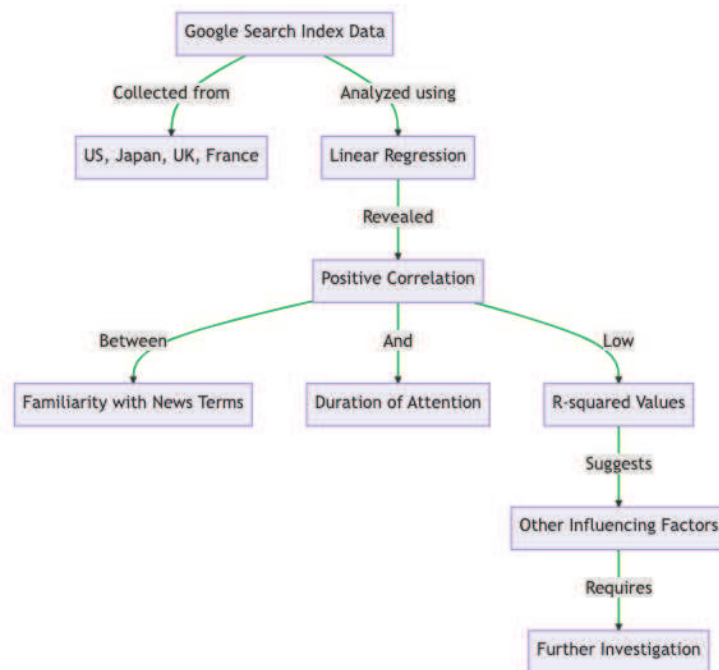 Google Search Index Data
Collected from
Analyzed using
US, Japan, UK, France
Linear Regression
Revealed
Positive Correlation
Between
And
Low
Familiarity with News Terms
Duration of Attention
R-squared Values
Suggests
Other Influencing Factors
Requires
Further Investigation